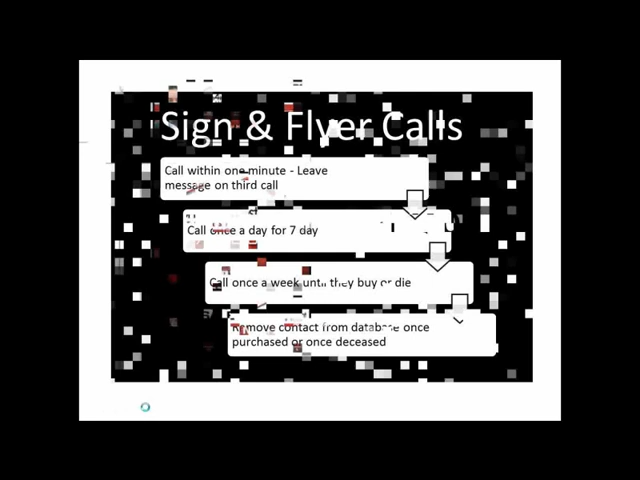 Sign & Flyer Calls
Call within one minute - Leave
message on third call
Call once a day for 7 day
Call once a week until they buy or die
Remove contact from database once
purchased or once deceased